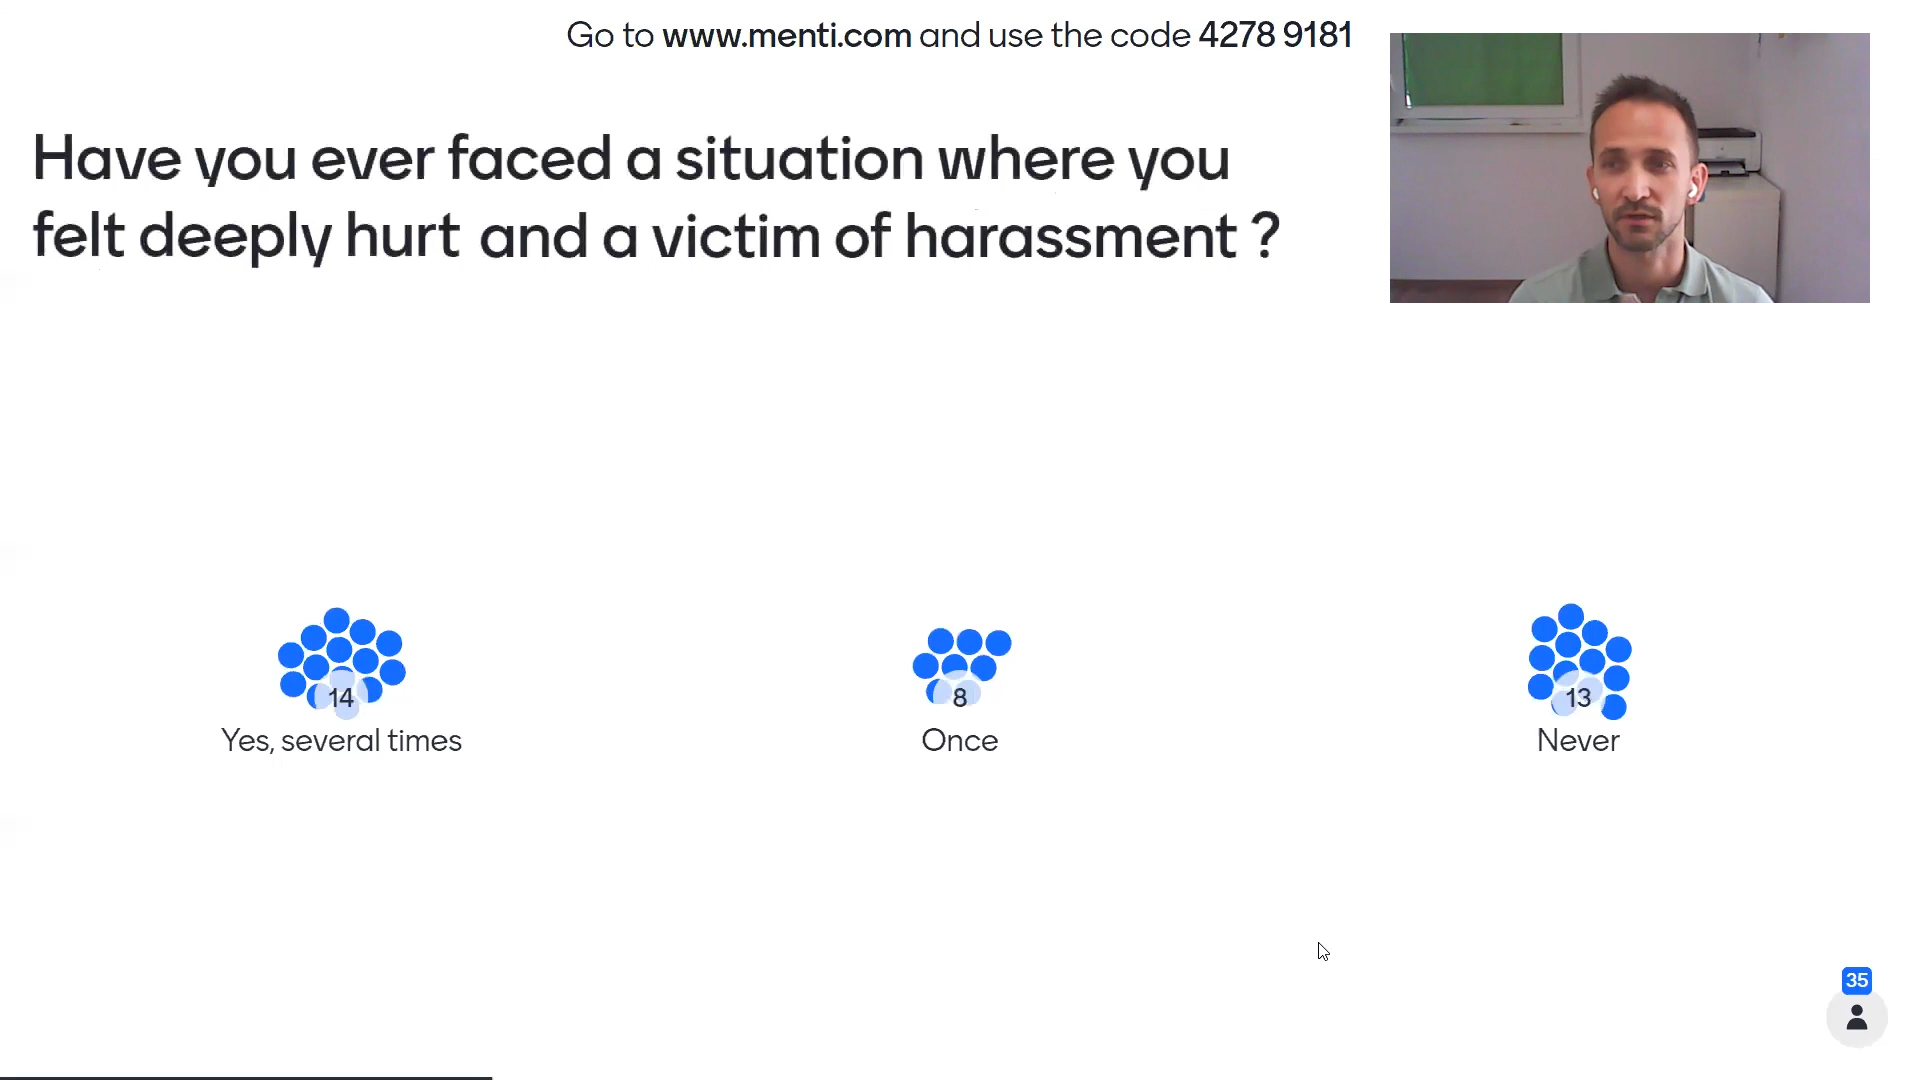 Go to www.menti.com and use the code 4278 9181
Have you ever faced a situation where you
felt deeply hurt and a victim of harassment ?
14
8
13
Yes, several times
Once
Never
35